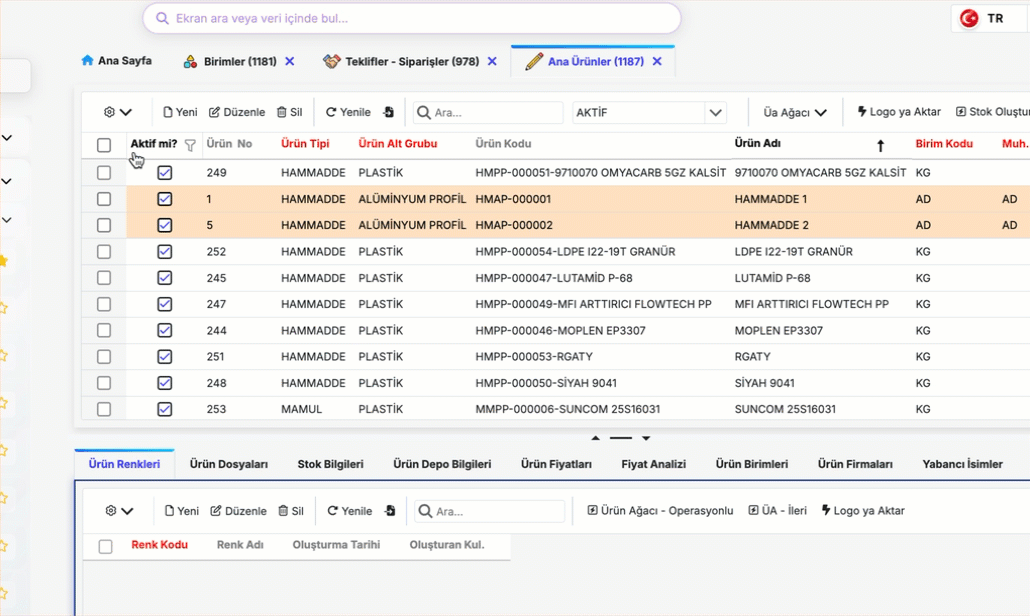 Ekran ara veya veri içinde bul...
TR
Ana Sayfa Birimler (1181) Teklifler - Siparişler (978) Ana Ürünler (1187)
Yeni Düzenle Sil Yenile Ara... AKTİF Üa Ağacı Logo ya Aktar Stok Oluştur
Aktif mi? Ürün No Ürün Tipi Ürün Alt Grubu Ürün Kodu Ürün Adı Birim Kodu Muh.
249 HAMMADDE PLASTİK HMPP-000051-9710070 OMYACARB 5GZ KALSİT 9710070 OMYACARB 5GZ KALSİT KG
1 HAMMADDE ALÜMİNYUM PROFİL HMAP-000001 HAMMADDE 1 AD AD
5 HAMMADDE ALÜMİNYUM PROFİL HMAP-000002 HAMMADDE 2 AD AD
252 HAMMADDE PLASTİK HMPP-000054-LDPE I22-19T GRANÜR LDPE I22-19T GRANÜR KG
245 HAMMADDE PLASTİK HMPP-000047-LUTAMİD P-68 LUTAMİD P-68 KG
247 HAMMADDE PLASTİK HMPP-000049-MFI ARTTIRICI FLOWTECH PP MFI ARTTIRICI FLOWTECH PP KG
244 HAMMADDE PLASTİK HMPP-000046-MOPLEN EP3307 MOPLEN EP3307 KG
251 HAMMADDE PLASTİK HMPP-000053-RGATY RGATY KG
248 HAMMADDE PLASTİK HMPP-000050-SİYAH 9041 SİYAH 9041 KG
253 MAMUL PLASTİK MMPP-000006-SUNCOM 25S16031 SUNCOM 25S16031 KG
Ürün Renkleri Ürün Dosyaları Stok Bilgileri Ürün Depo Bilgileri Ürün Fiyatları Fiyat Analizi Ürün Birimleri Ürün Firmaları Yabancı İsimler
Yeni Düzenle Sil Yenile Ara... Ürün Ağacı - Operasyonlu ÜA - İleri Logo ya Aktar
Renk Kodu Renk Adı Oluşturma Tarihi Oluşturan Kul.